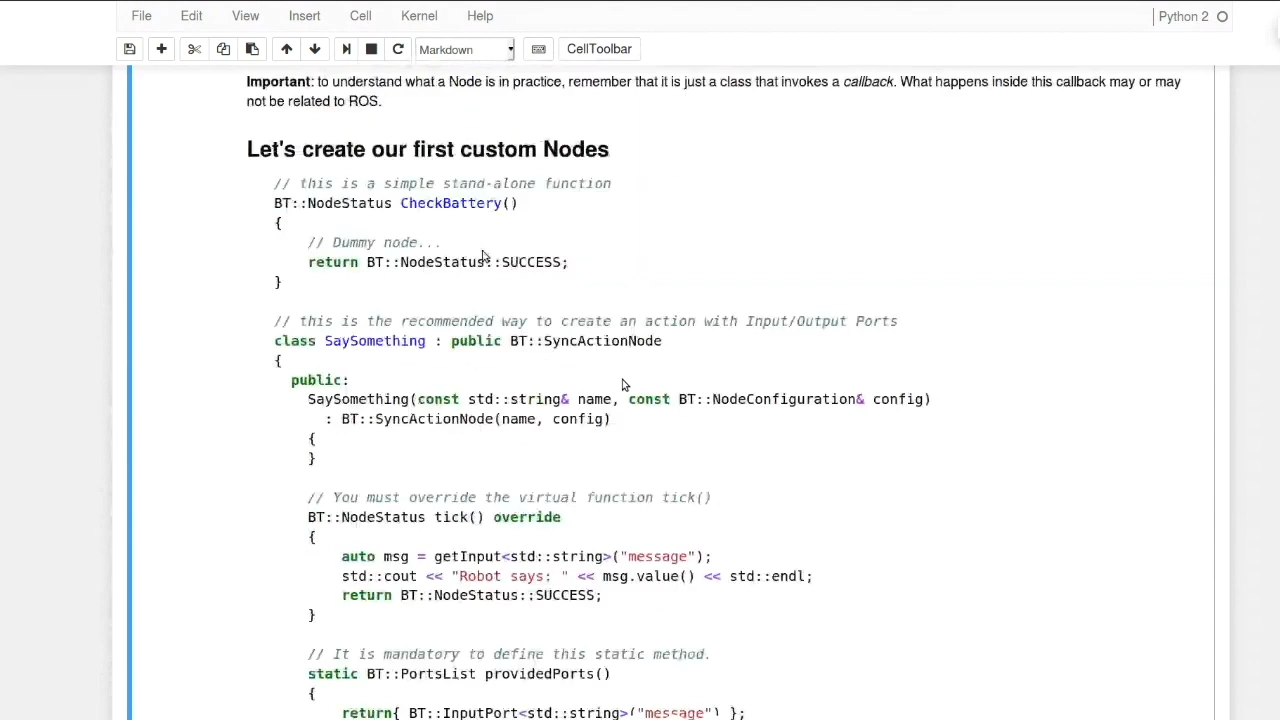 File Edit View Insert Cell Kernel Help Python 2
Markdown CellToolbar
Important: to understand what a Node is in practice, remember that it is just a class that invokes a callback. What happens inside this callback may or may
not be related to ROS.
Let's create our first custom Nodes
// this is a simple stand-alone function
BT::NodeStatus CheckBattery()
{
// Dummy node...
return BT::NodeStatus::SUCCESS;
}
// this is the recommended way to create an action with Input/Output Ports
class SaySomething : public BT::SyncActionNode
{
public:
SaySomething(const std::string& name, const BT::NodeConfiguration& config)
: BT::SyncActionNode(name, config)
{
}
// You must override the virtual function tick()
BT::NodeStatus tick() override
{
auto msg = getInput<std::string>("message");
std::cout << "Robot says: " << msg.value() << std::endl;
return BT::NodeStatus::SUCCESS;
}
// It is mandatory to define this static method.
static BT::PortsList providedPorts()
{
return{ BT::InputPort<std::string>("message") };